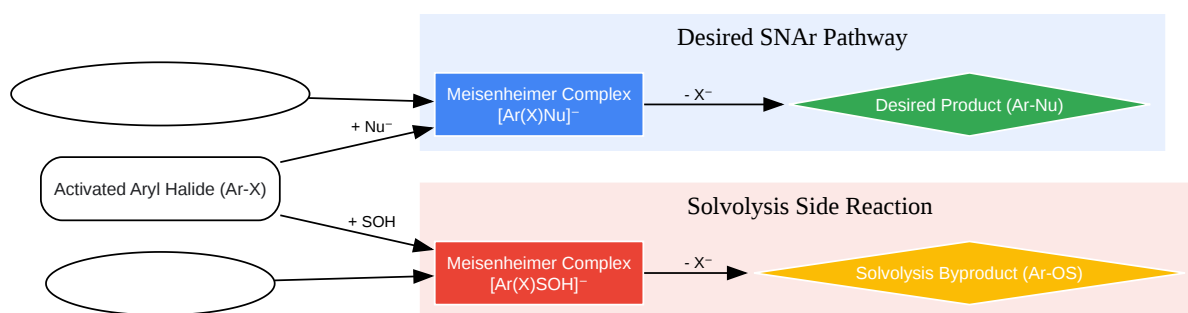 Desired SNAr Pathway
Meisenheimer Complex
[Ar(X)Nu]⁻
- X⁻
Desired Product (Ar-Nu)
+ Nu⁻
Activated Aryl Halide (Ar-X)
+ SOH
Solvolysis Side Reaction
Meisenheimer Complex
[Ar(X)SOH]⁻
- X⁻
Solvolysis Byproduct (Ar-OS)